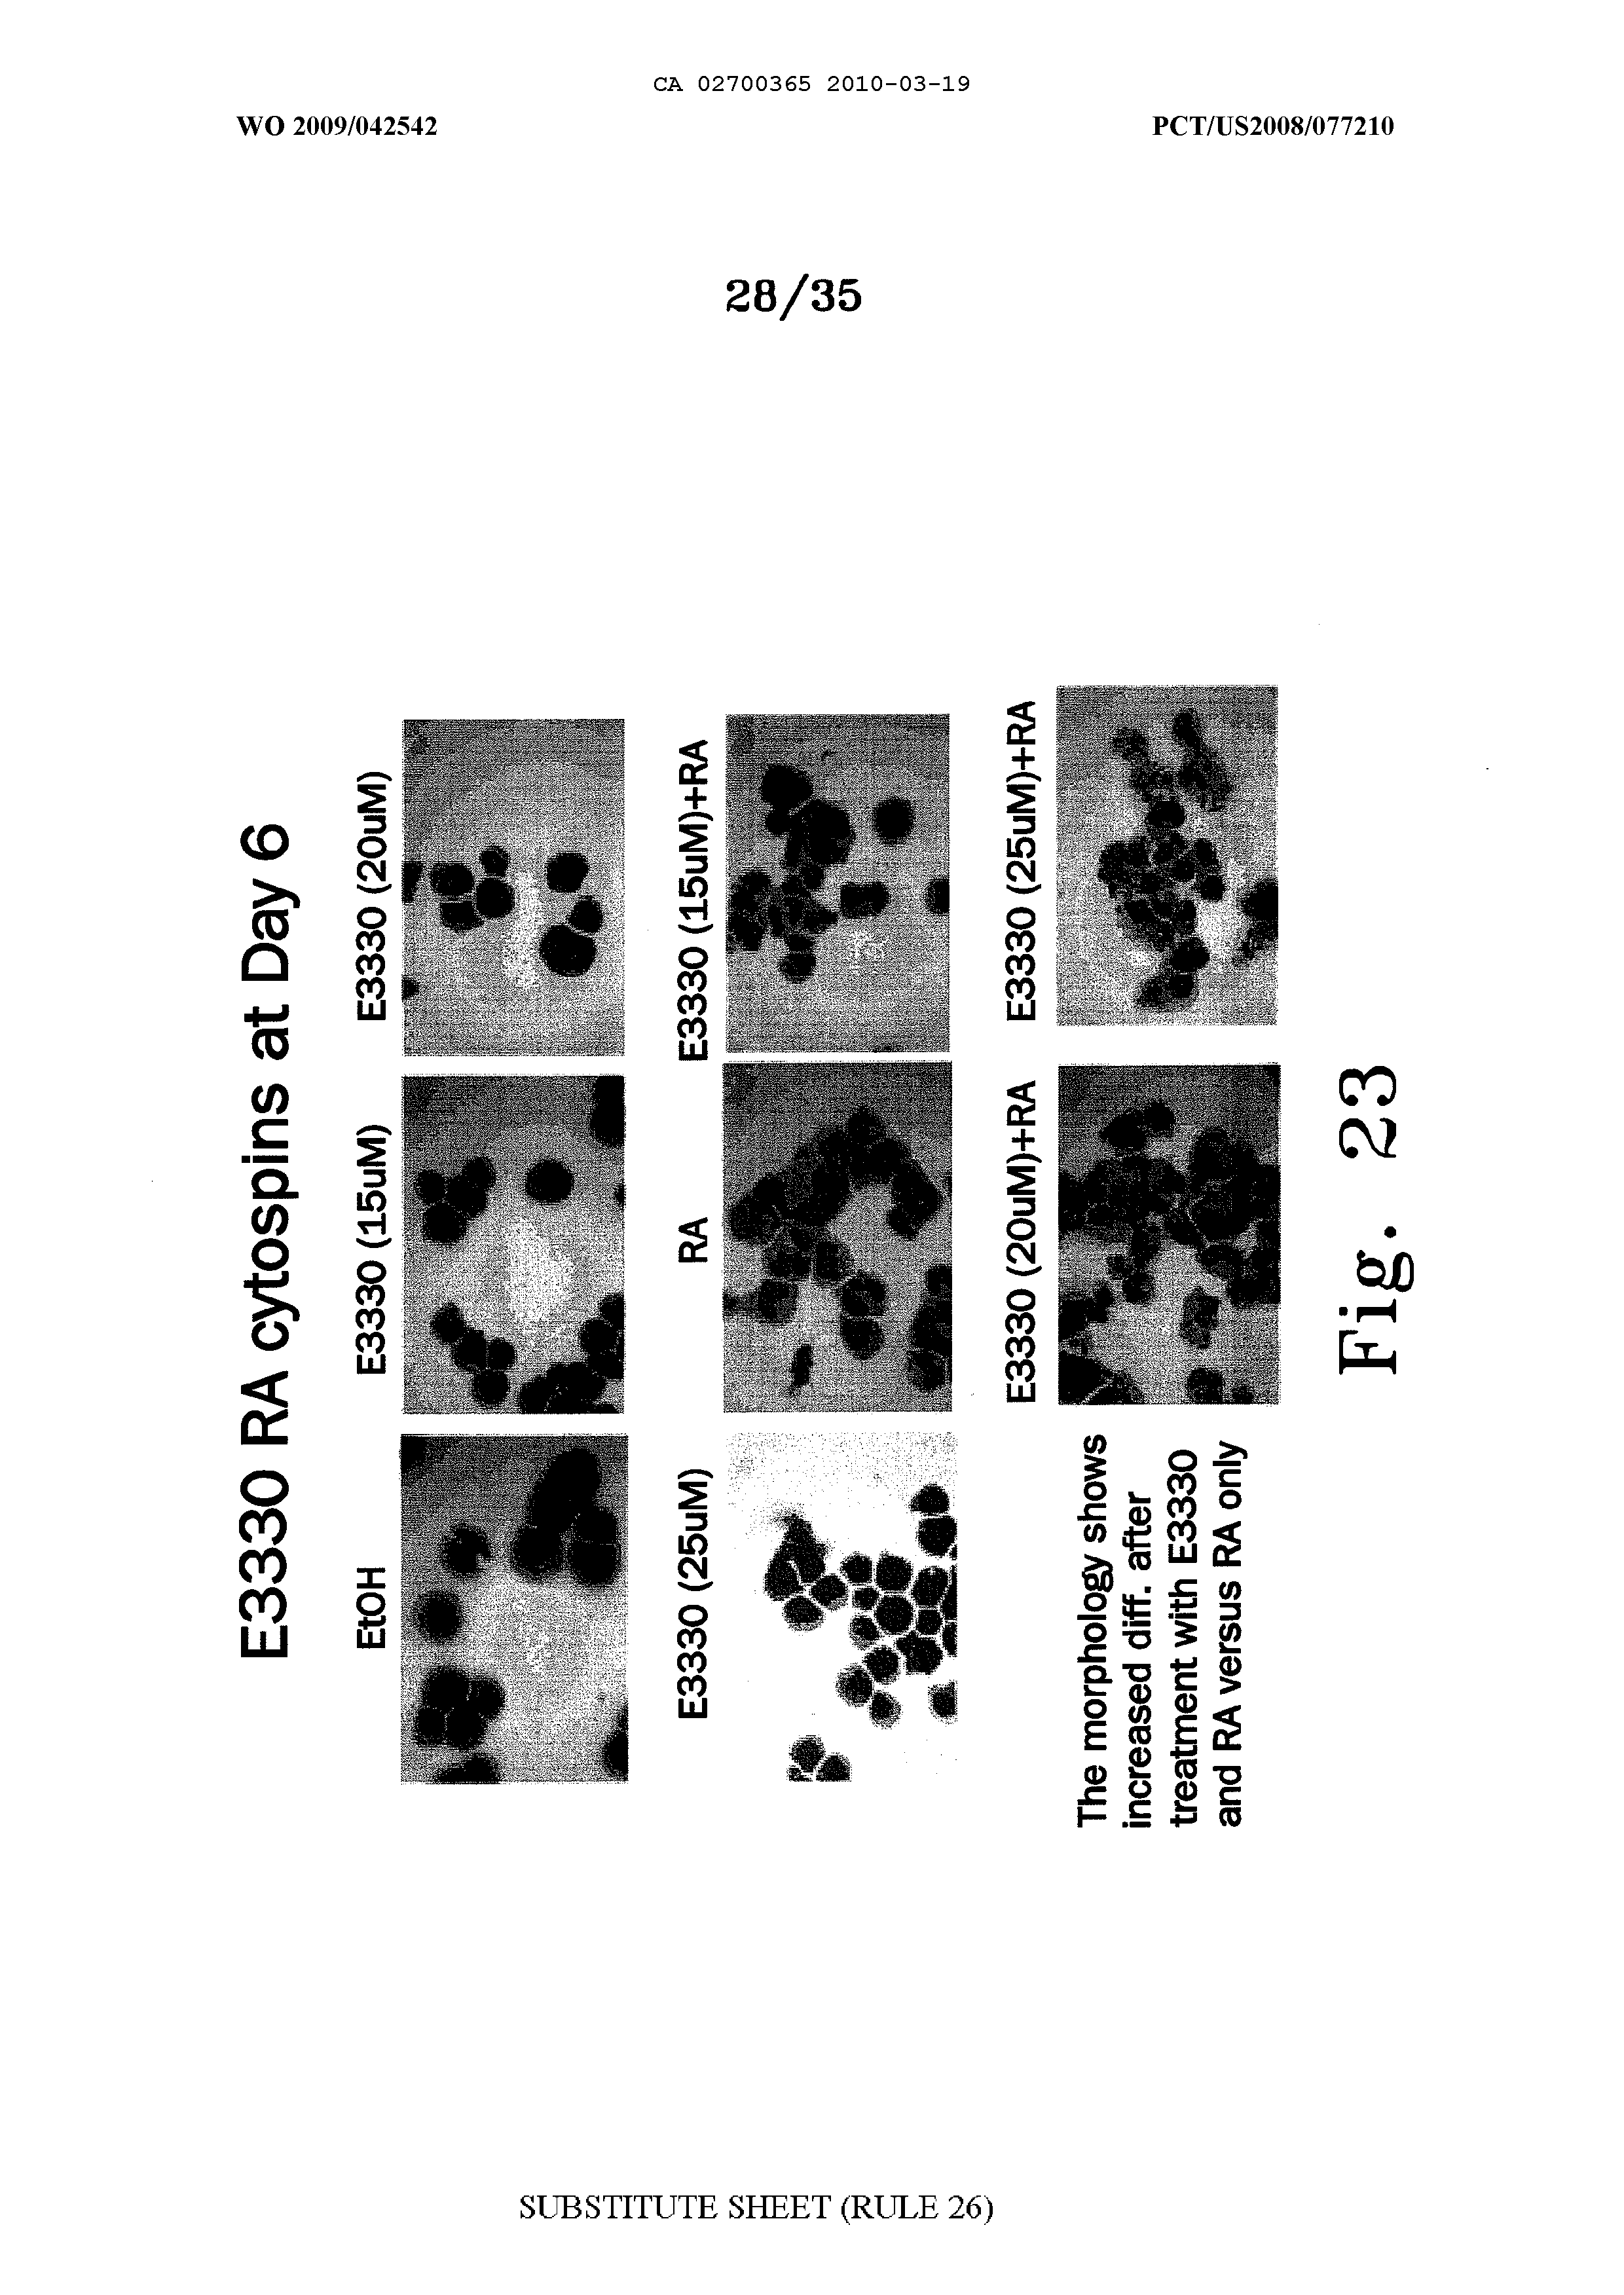 CA 02700365 2010-03-19
WO 2009/042542
PCT/US2008/077210
28/35
E3330 RA cytospins at Day 6
EtOH
E3330 (15uM)
E3330 (20uM)
E3330 (25uM)
RA
E3330 (15uM)+RA
The morphology shows
increased diff. after
treatment with E3330
and RA versus RA only
E3330 (20uM)+RA
E3330 (25uM)+RA
Fig. 23
SUBSTITUTE SHEET (RULE 26)